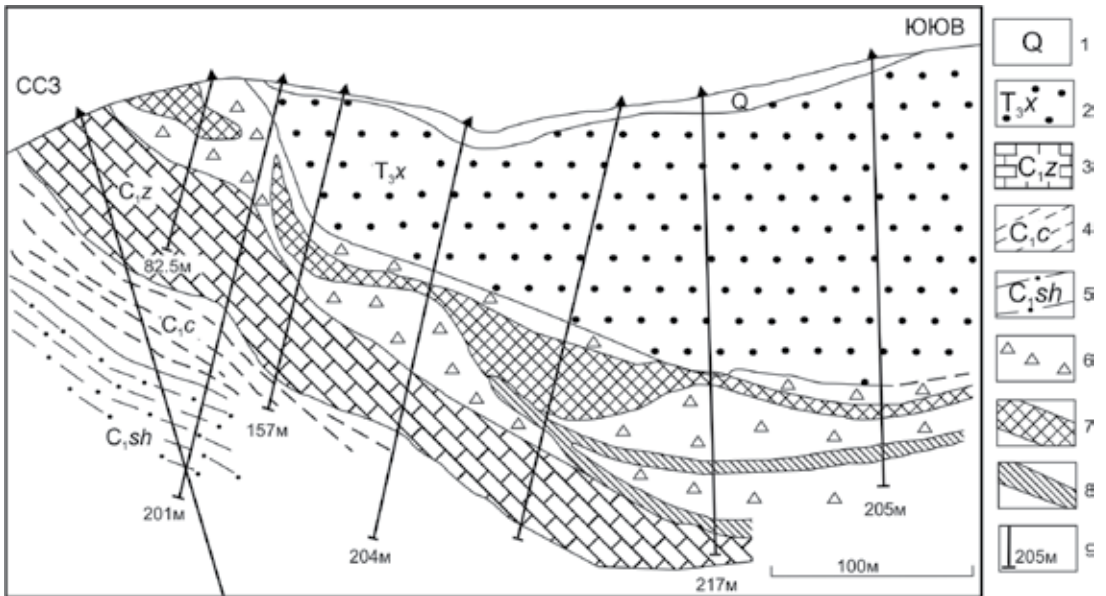 ССЗ
ЮЮВ
Q
T₃x
C₁z
82.5м
C₁c
C₁sh
157м
201м
204м
217м
205м
100м
Q 1
T₃x 2
C₁z 3
C₁c 4
C₁sh 5
6
7
8
205м 9